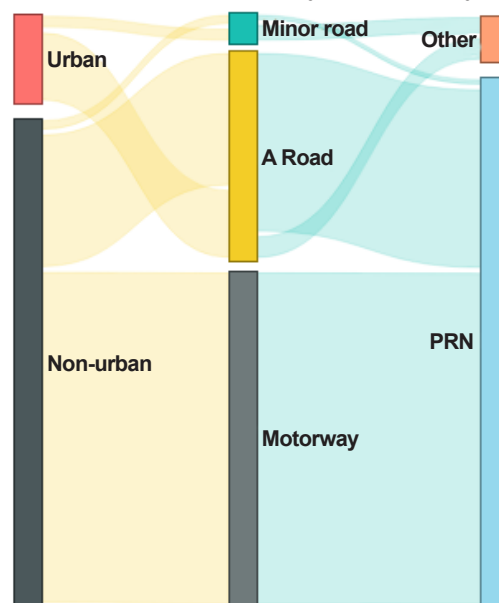 Urban
Minor road
Other
A Road
PRN
Non-urban
Motorway